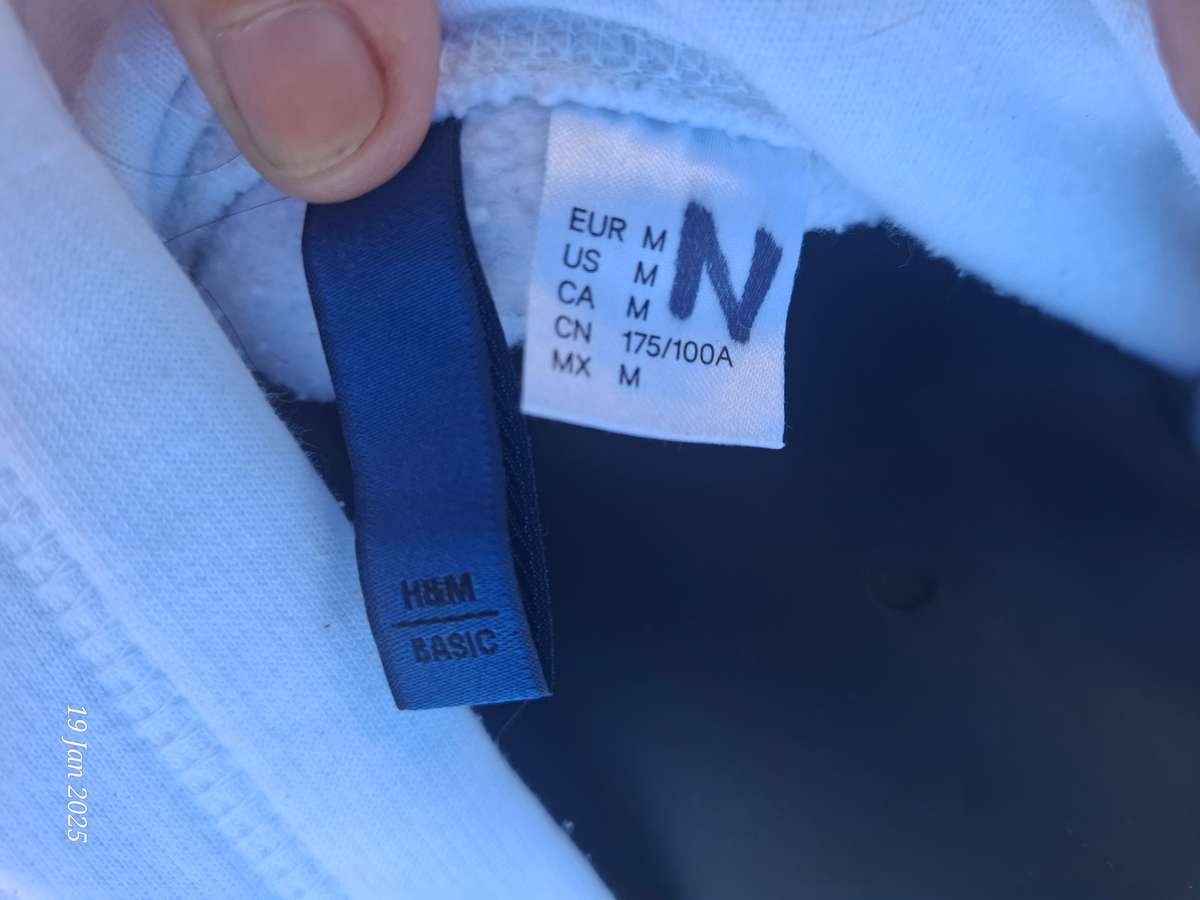 EUR M
US M
CA M
CN 175/100A
MX M
N
H&M
BASIC
19 Jan 2025